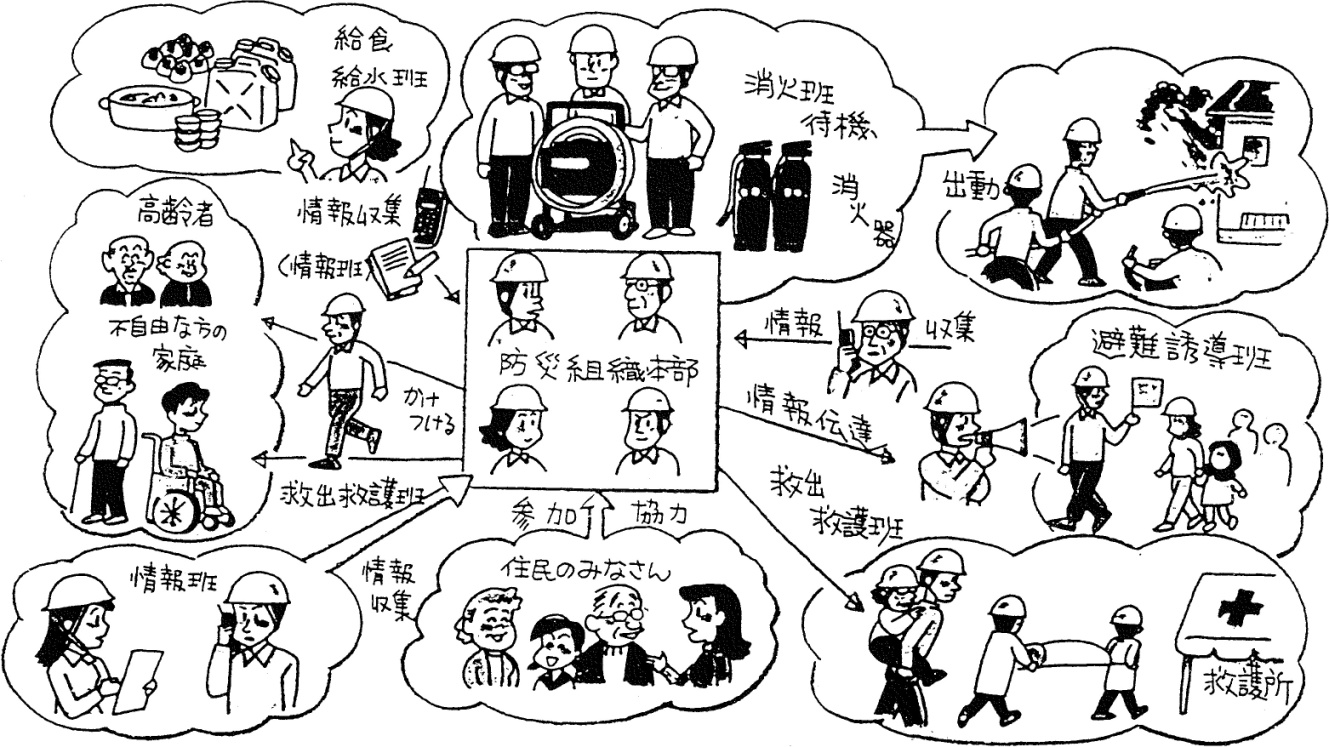 給食
給水班
消火班
待機、
消
火
器
出動
高齢者
情報収集
(情報班)
不自由な方の
家庭
かけ
つける
防災組織本部
情報
収集
避難誘導班
情報伝達
救出救護班
救出
救護班
参加
協力
情報班
情報
収集
住民のみなさん
救護所